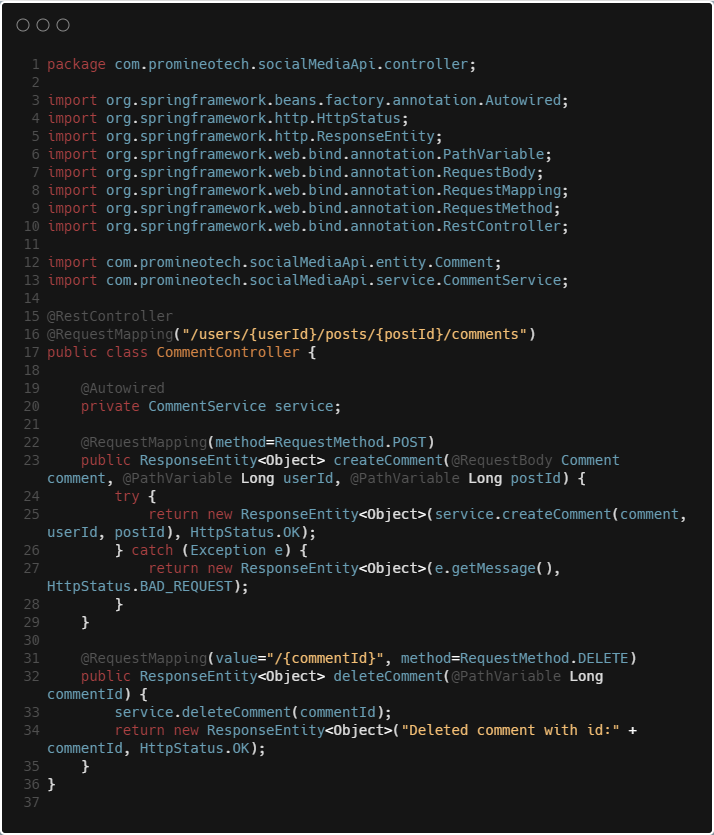 1 package com.promineotech.socialMediaApi.controller;
2
3 import org.springframework.beans.factory.annotation.Autowired;
4 import org.springframework.http.HttpStatus;
5 import org.springframework.http.ResponseEntity;
6 import org.springframework.web.bind.annotation.PathVariable;
7 import org.springframework.web.bind.annotation.RequestBody;
8 import org.springframework.web.bind.annotation.RequestMapping;
9 import org.springframework.web.bind.annotation.RequestMethod;
10 import org.springframework.web.bind.annotation.RestController;
11
12 import com.promineotech.socialMediaApi.entity.Comment;
13 import com.promineotech.socialMediaApi.service.CommentService;
14
15 @RestController
16 @RequestMapping("/users/{userId}/posts/{postId}/comments")
17 public class CommentController {
18
19     @Autowired
20     private CommentService service;
21
22     @RequestMapping(method=RequestMethod.POST)
23     public ResponseEntity<Object> createComment(@RequestBody Comment
comment, @PathVariable Long userId, @PathVariable Long postId) {
24         try {
25             return new ResponseEntity<Object>(service.createComment(comment,
userId, postId), HttpStatus.OK);
26         } catch (Exception e) {
27             return new ResponseEntity<Object>(e.getMessage(),
HttpStatus.BAD_REQUEST);
28         }
29     }
30
31     @RequestMapping(value="/{commentId}", method=RequestMethod.DELETE)
32     public ResponseEntity<Object> deleteComment(@PathVariable Long
commentId) {
33         service.deleteComment(commentId);
34         return new ResponseEntity<Object>("Deleted comment with id:" +
commentId, HttpStatus.OK);
35     }
36 }
37